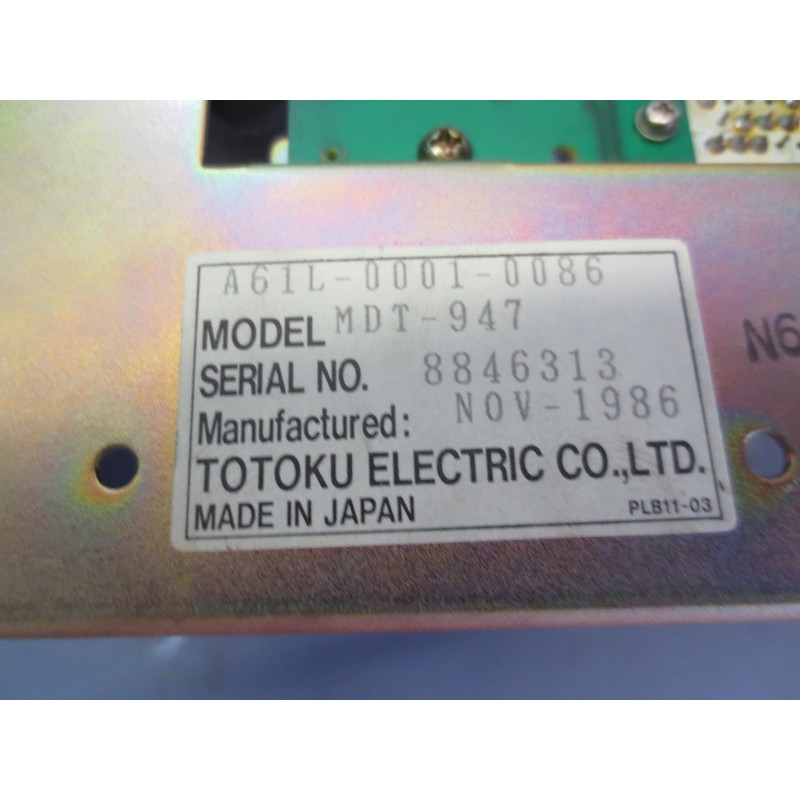 A61L-0001-0086
MODEL MDT-947
SERIAL NO. 8846313
Manufactured: NOV-1986
TOTOKU ELECTRIC CO.,LTD.
MADE IN JAPAN PLB11-03
N6